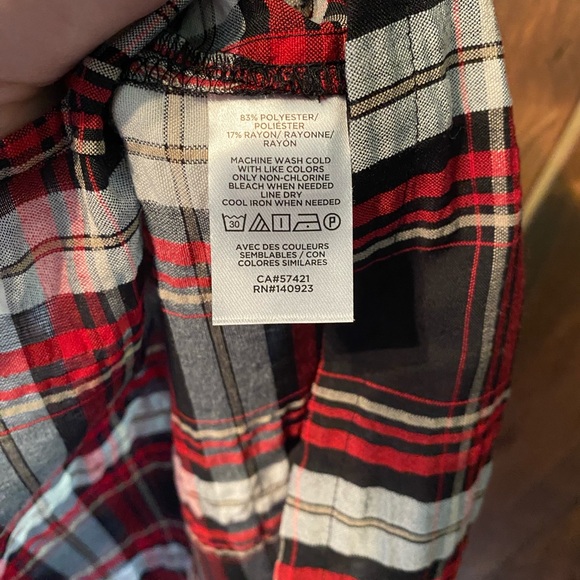 83% POLYESTER/
POLIÉSTER
17% RAYON/ RAYONNE/
RAYÓN
MACHINE WASH COLD
WITH LIKE COLORS
ONLY NON-CHLORINE
BLEACH WHEN NEEDED
LINE DRY
COOL IRON WHEN NEEDED
30 P
AVEC DES COULEURS
SEMBLABLES / CON
COLORES SIMILARES
CA#57421
RN#140923